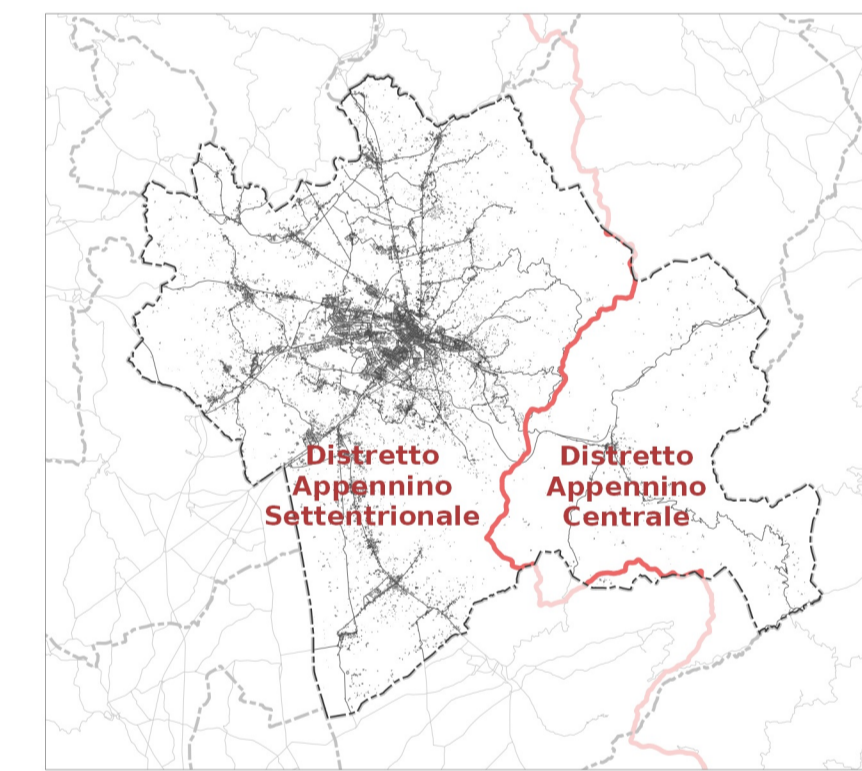 Distretto
Appennino
Settentrionale
Distretto
Appennino
Centrale